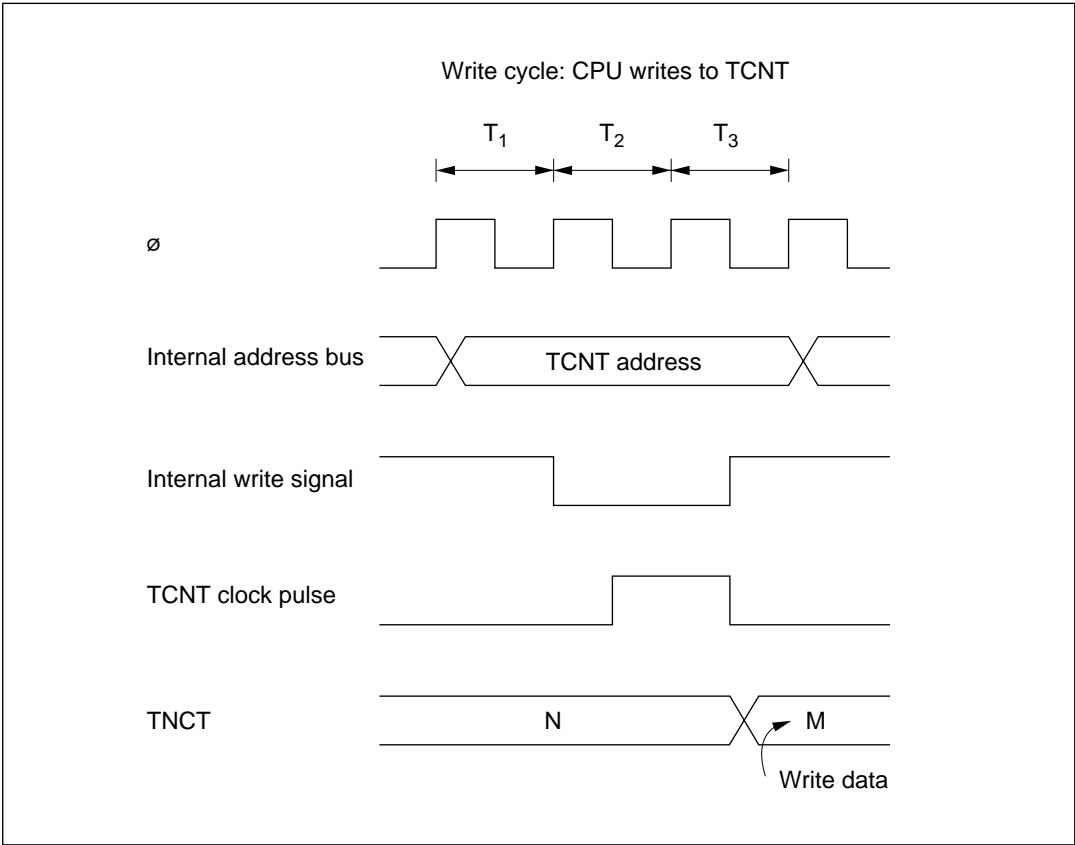 Write cycle: CPU writes to TCNT
T1 T2 T3
ø
Internal address bus TCNT address
Internal write signal
TCNT clock pulse
TNCT N M
Write data